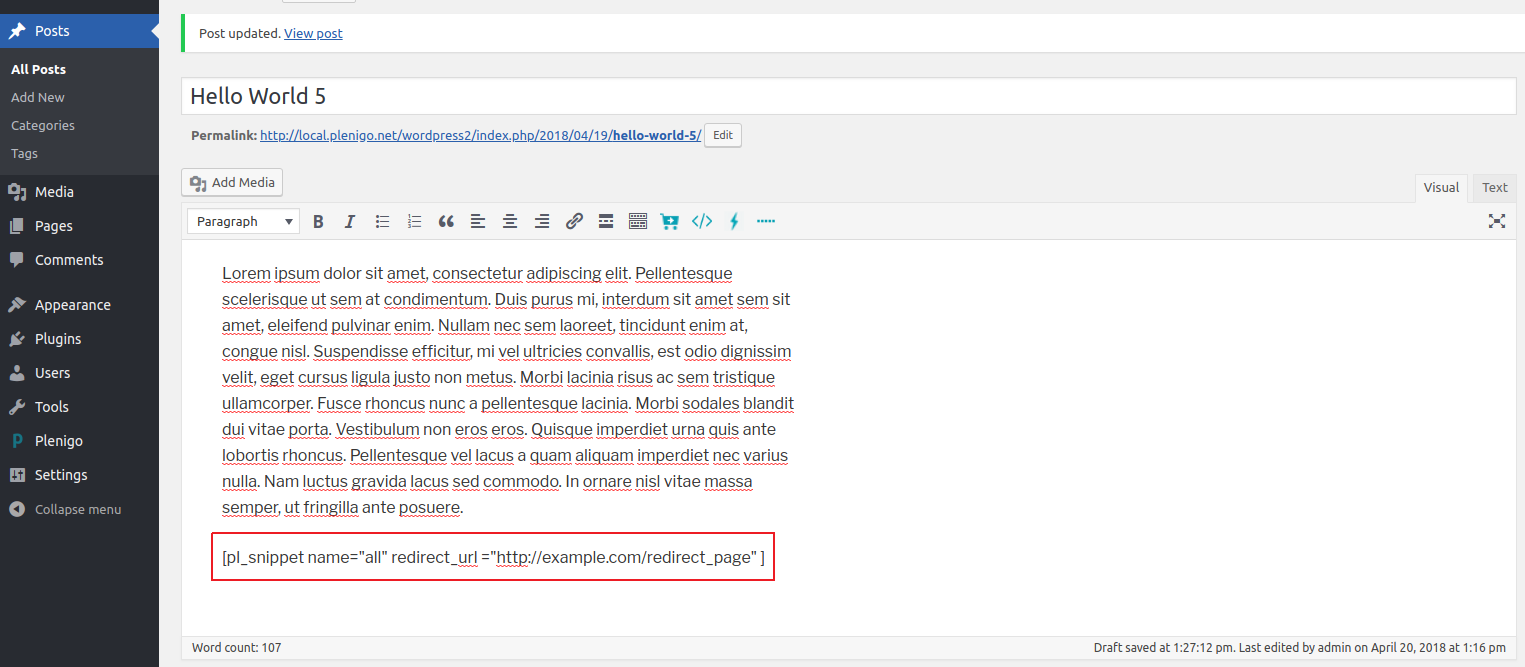 Posts
All Posts
Add New
Categories
Tags
Media
Pages
Comments
Appearance
Plugins
Users
Tools
Plenigo
Settings
Collapse menu
Post updated. View post
Hello World 5
Permalink: http://local.plenigo.net/wordpress2/index.php/2018/04/19/hello-world-5/ Edit
Add Media
Visual Text
Paragraph
Lorem ipsum dolor sit amet, consectetur adipiscing elit. Pellentesque
scelerisque ut sem at condimentum. Duis purus mi, interdum sit amet sem sit
amet, eleifend pulvinar enim. Nullam nec sem laoreet, tincidunt enim at,
congue nisl. Suspendisse efficitur, mi vel ultricies convallis, est odio dignissim
velit, eget cursus ligula justo non metus. Morbi lacinia risus ac sem tristique
ullamcorper. Fusce rhoncus nunc a pellentesque lacinia. Morbi sodales blandit
dui vitae porta. Vestibulum non eros eros. Quisque imperdiet urna quis ante
lobortis rhoncus. Pellentesque vel lacus a quam aliquam imperdiet nec varius
nulla. Nam luctus gravida lacus sed commodo. In ornare nisl vitae massa
semper, ut fringilla ante posuere.
[pl_snippet name="all" redirect_url ="http://example.com/redirect_page" ]
Word count: 107
Draft saved at 1:27:12 pm. Last edited by admin on April 20, 2018 at 1:16 pm